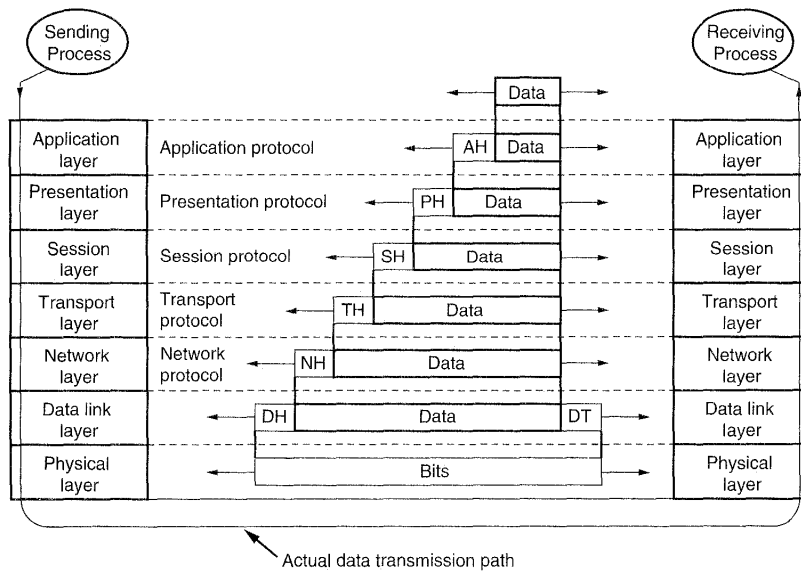 Sending
Process
Receiving
Process
Data
Application
layer
Application protocol
AH
Data
Application
layer
Presentation
layer
Presentation protocol
PH
Data
Presentation
layer
Session
layer
Session protocol
SH
Data
Session
layer
Transport
layer
Transport
protocol
TH
Data
Transport
layer
Network
layer
Network
protocol
NH
Data
Network
layer
Data link
layer
DH
Data
DT
Data link
layer
Physical
layer
Bits
Physical
layer
Actual data transmission path